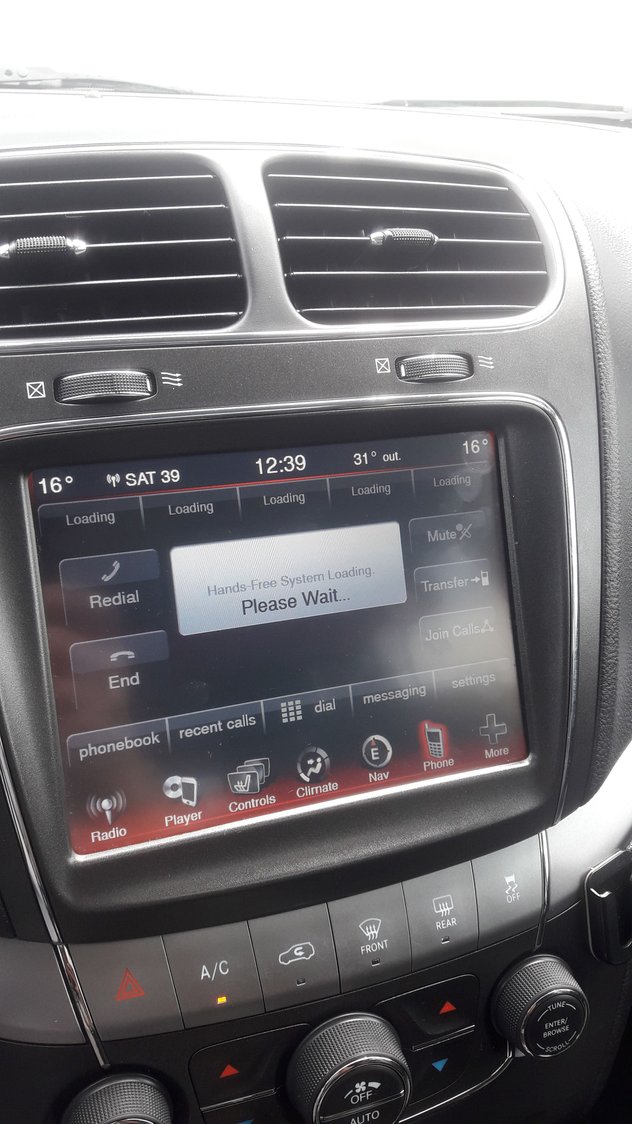 16° SAT 39 12:39 31° out. 16°
Loading Loading Loading Loading Loading
Hands-Free System Loading.
Please Wait...
Redial
End
Mute
Transfer
Join Calls
phonebook recent calls dial messaging settings
Radio Player Controls Climate E Nav Phone More
A/C FRONT REAR OFF
OFF
AUTO
TUNE
ENTER/
BROWSE
SCROLL